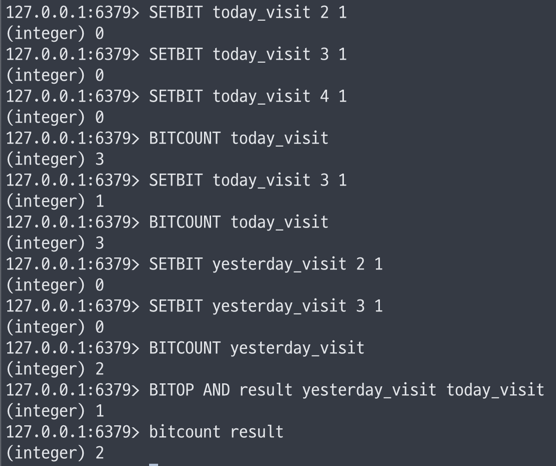 127.0.0.1:6379> SETBIT today_visit 2 1
(integer) 0
127.0.0.1:6379> SETBIT today_visit 3 1
(integer) 0
127.0.0.1:6379> SETBIT today_visit 4 1
(integer) 0
127.0.0.1:6379> BITCOUNT today_visit
(integer) 3
127.0.0.1:6379> SETBIT today_visit 3 1
(integer) 1
127.0.0.1:6379> BITCOUNT today_visit
(integer) 3
127.0.0.1:6379> SETBIT yesterday_visit 2 1
(integer) 0
127.0.0.1:6379> SETBIT yesterday_visit 3 1
(integer) 0
127.0.0.1:6379> BITCOUNT yesterday_visit
(integer) 2
127.0.0.1:6379> BITOP AND result yesterday_visit today_visit
(integer) 1
127.0.0.1:6379> bitcount result
(integer) 2